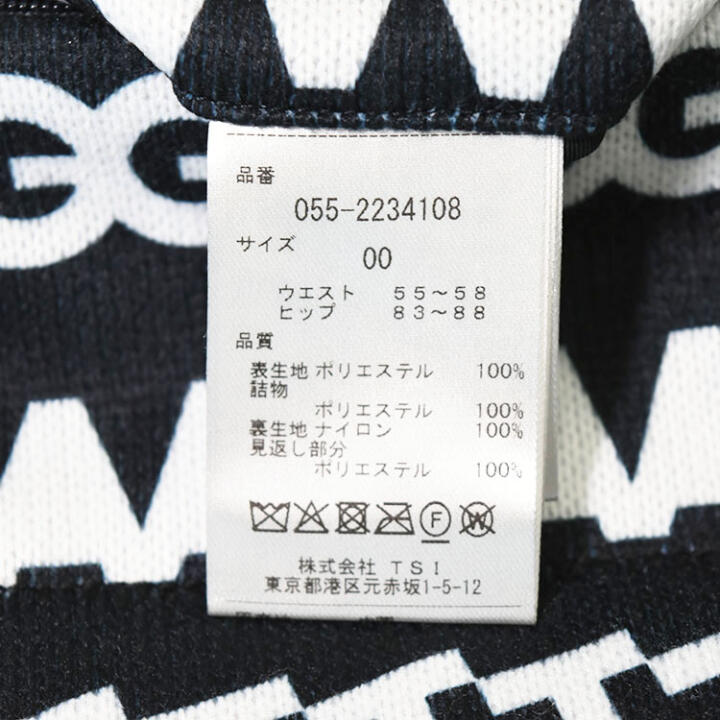 GG
品番
055-2234108
サイズ
00
ウエスト 55～58
ヒップ 83～88
品質
表生地 ポリエステル 100%
詰物
ポリエステル 100%
裏生地 ナイロン 100%
見返し部分
ポリエステル 100%
F W
株式会社 TSI
東京都港区元赤坂1-5-12